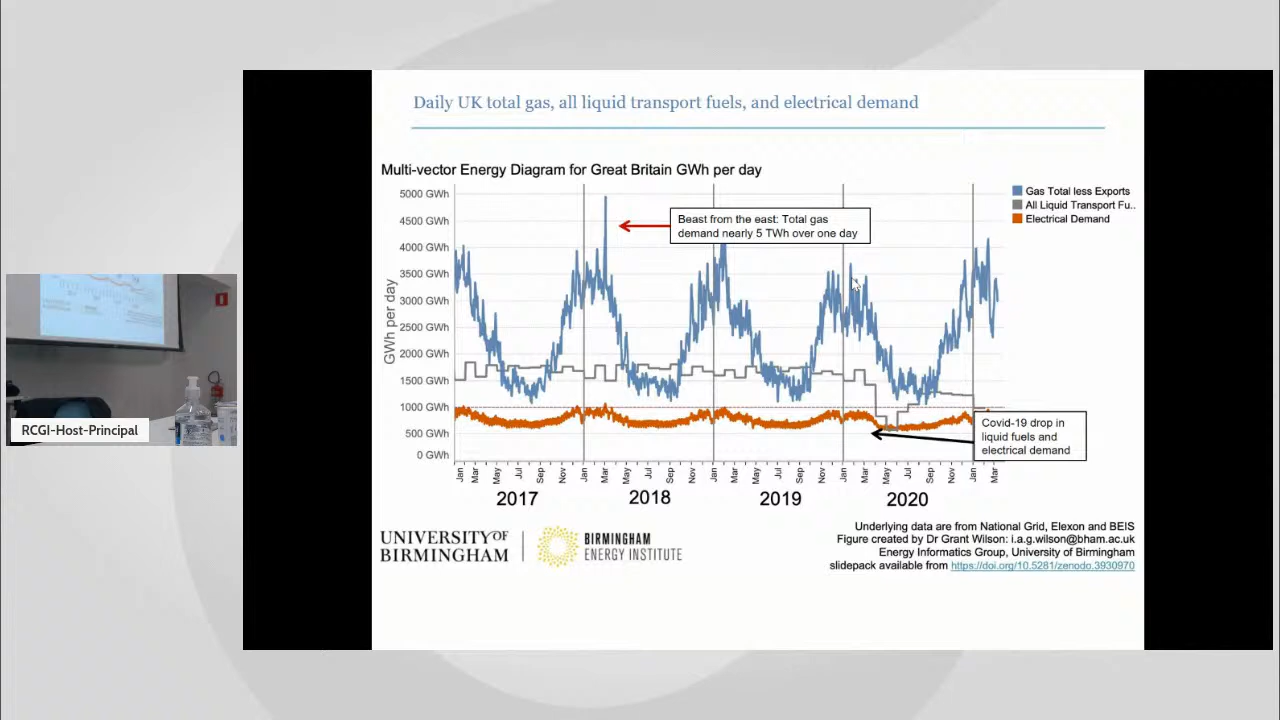 Daily UK total gas, all liquid transport fuels, and electrical demand
Multi-vector Energy Diagram for Great Britain GWh per day
Gas Total less Exports
All Liquid Transport Fu..
Electrical Demand
Beast from the east: Total gas
demand nearly 5 TWh over one day
GWh per day
5000 GWh
4500 GWh
4000 GWh
3500 GWh
3000 GWh
2500 GWh
2000 GWh
1500 GWh
1000 GWh
500 GWh
0 GWh
Covid-19 drop in
liquid fuels and
electrical demand
Jan Mar May Jul Sep Nov Jan Mar May Jul Sep Nov Jan Mar May Jul Sep Nov Jan Mar May Jul Sep Nov Jan Mar
2017 2018 2019 2020
RCGI-Host-Principal
UNIVERSITY OF
BIRMINGHAM
BIRMINGHAM
ENERGY INSTITUTE
Underlying data are from National Grid, Elexon and BEIS
Figure created by Dr Grant Wilson: i.a.g.wilson@bham.ac.uk
Energy Informatics Group, University of Birmingham
slidepack available from https://doi.org/10.5281/zenodo.3930970